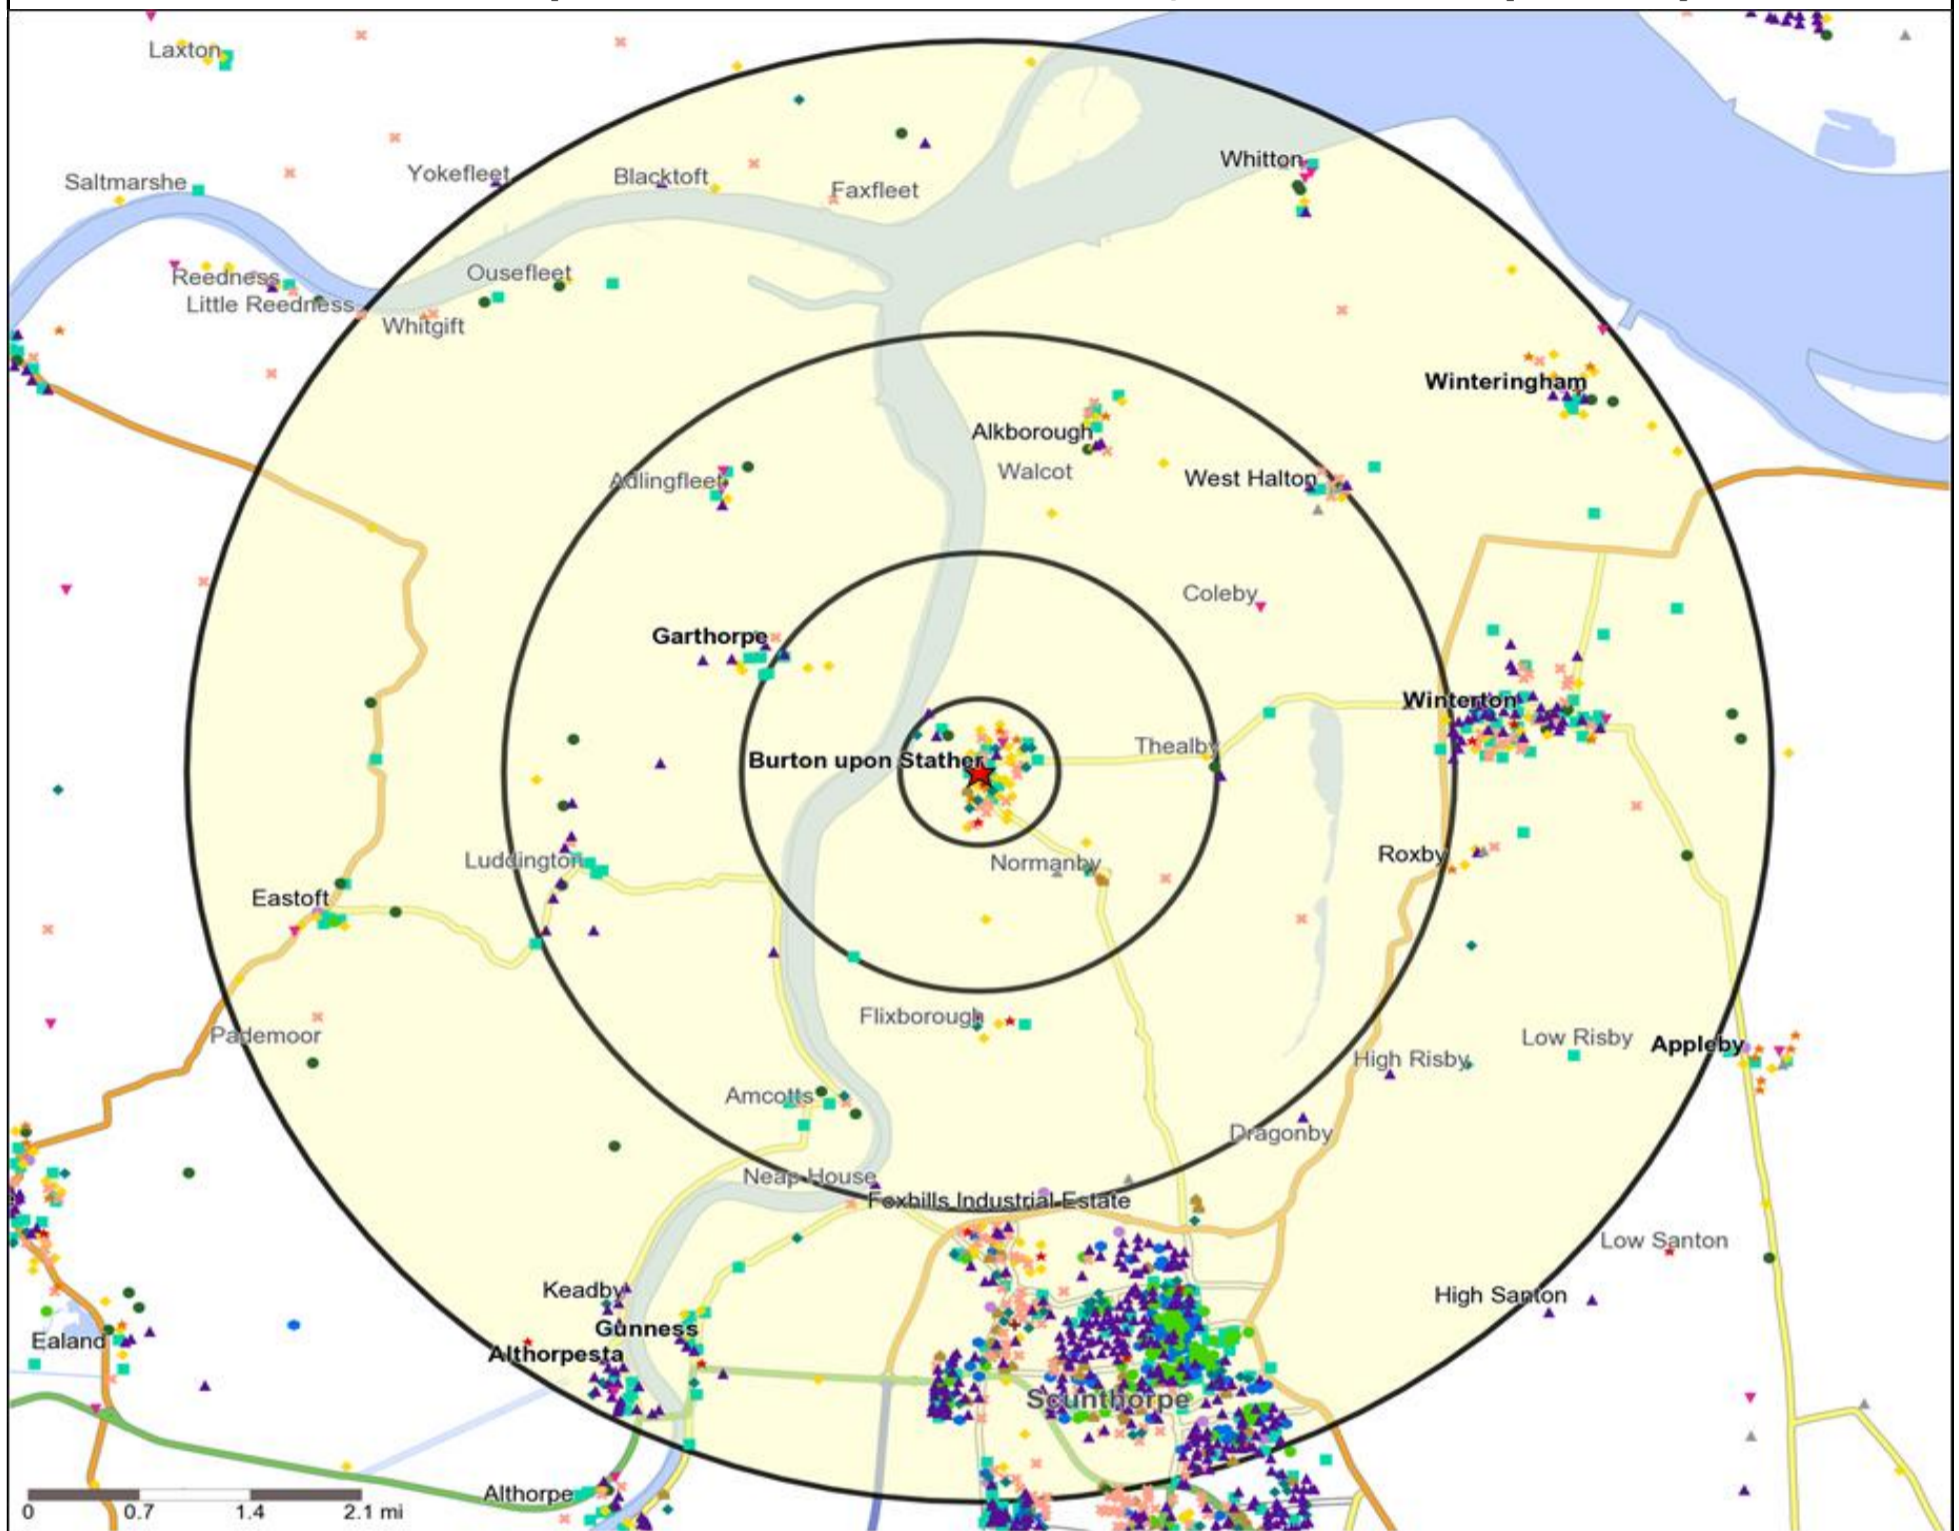 Laxton
Whitton
Saltmarshe
Yokefleet
Blacktoft
Faxfleet
Reedness
Ousefleet
Little Reedness
Whitgift
Winteringham
Alkborough
Walcot
Adlingfleet
West Halton
Coleby
Garthorpe
Winterton
Thealby
Burton upon Stather
Luddington
Normanby
Roxby
Eastoft
Flixborough
Pademoor
Low Risby
Appleby
High Risby
Amcotts
Dragonby
Neap House
Foxhills Industrial Estate
Low Santon
Keadby
High Santon
Gunness
Ealand
Althorpesta
Scunthorpe
Althorpe
0 0.7 1.4 2.1 mi